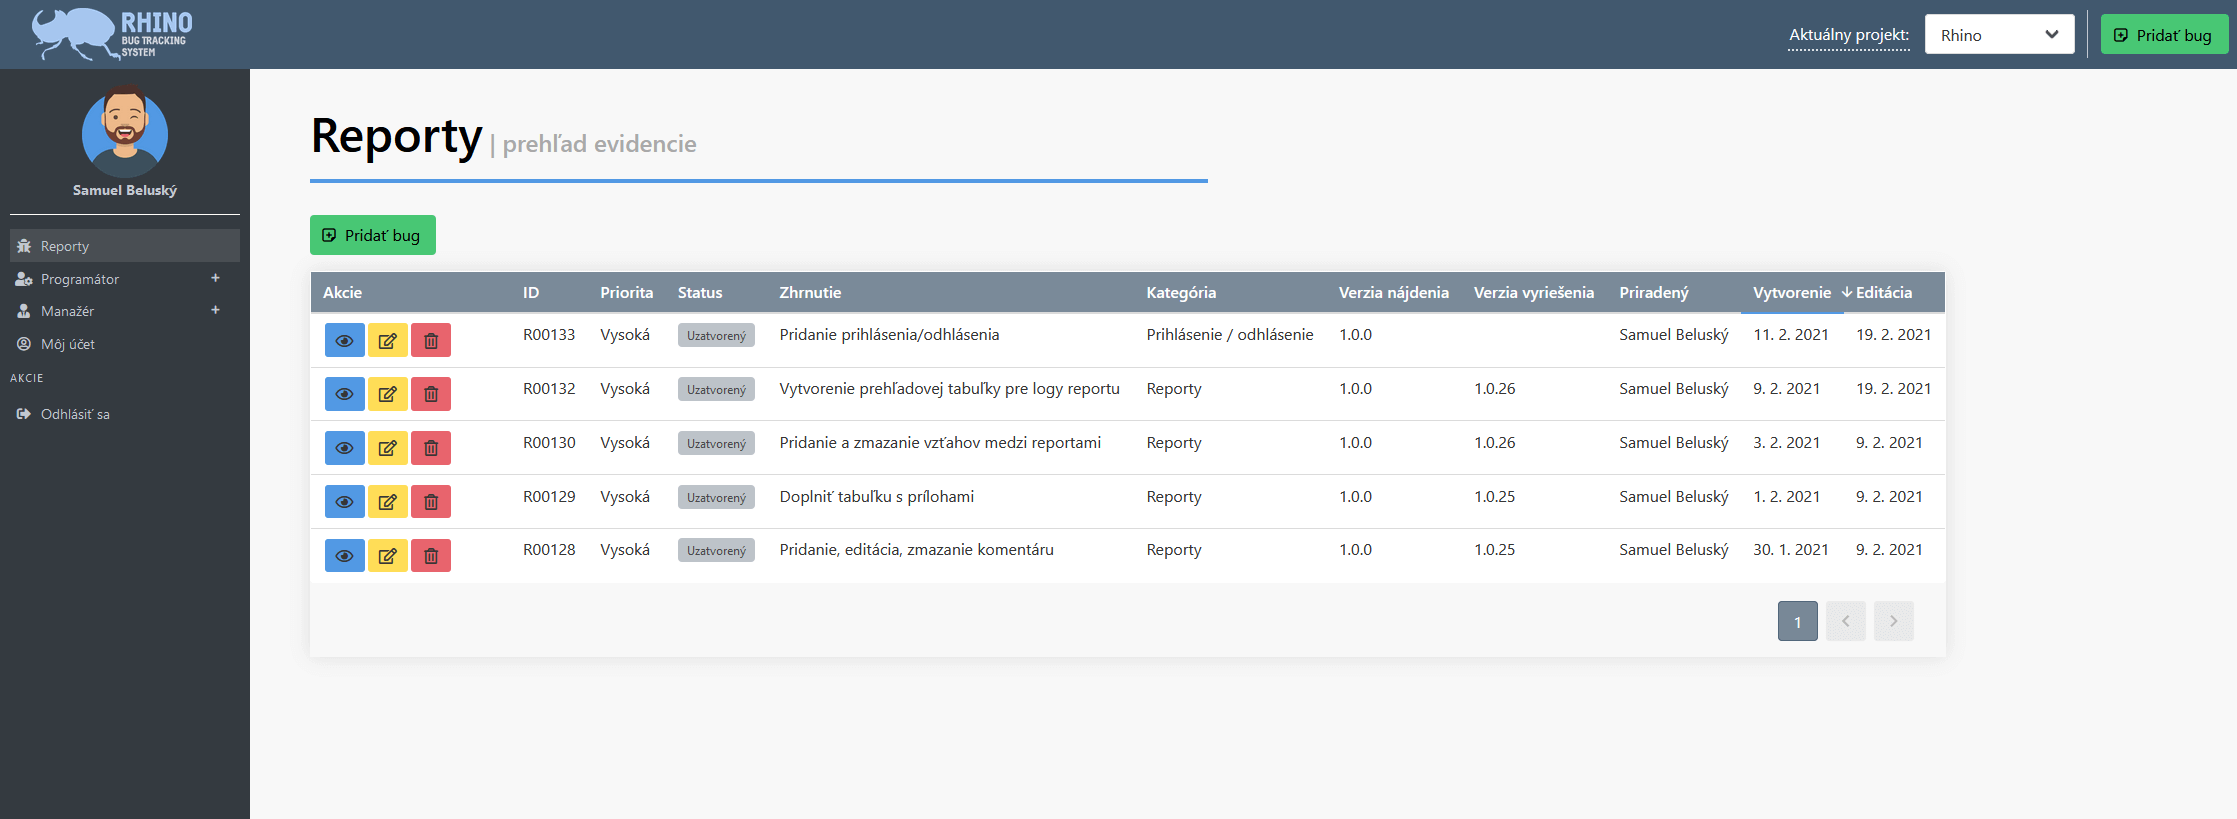 RHINO
BUG TRACKING
SYSTEM
Aktuálny projekt:
Rhino
Pridať bug
Samuel Beluský
Reporty
Programátor +
Manažér +
Môj účet
AKCIE
Odhlásiť sa
Reporty | prehľad evidencie
Pridať bug
Akcie ID Priorita Status Zhrnutie Kategória Verzia nájdenia Verzia vyriešenia Priradený Vytvorenie Editácia
R00133 Vysoká Uzatvorený Pridanie prihlásenia/odhlásenia Prihlásenie / odhlásenie 1.0.0 Samuel Beluský 11. 2. 2021 19. 2. 2021
R00132 Vysoká Uzatvorený Vytvorenie prehľadovej tabuľky pre logy reportu Reporty 1.0.0 1.0.26 Samuel Beluský 9. 2. 2021 19. 2. 2021
R00130 Vysoká Uzatvorený Pridanie a zmazanie vzťahov medzi reportami Reporty 1.0.0 1.0.26 Samuel Beluský 3. 2. 2021 9. 2. 2021
R00129 Vysoká Uzatvorený Doplniť tabuľku s prílohami Reporty 1.0.0 1.0.25 Samuel Beluský 1. 2. 2021 9. 2. 2021
R00128 Vysoká Uzatvorený Pridanie, editácia, zmazanie komentáru Reporty 1.0.0 1.0.25 Samuel Beluský 30. 1. 2021 9. 2. 2021
1